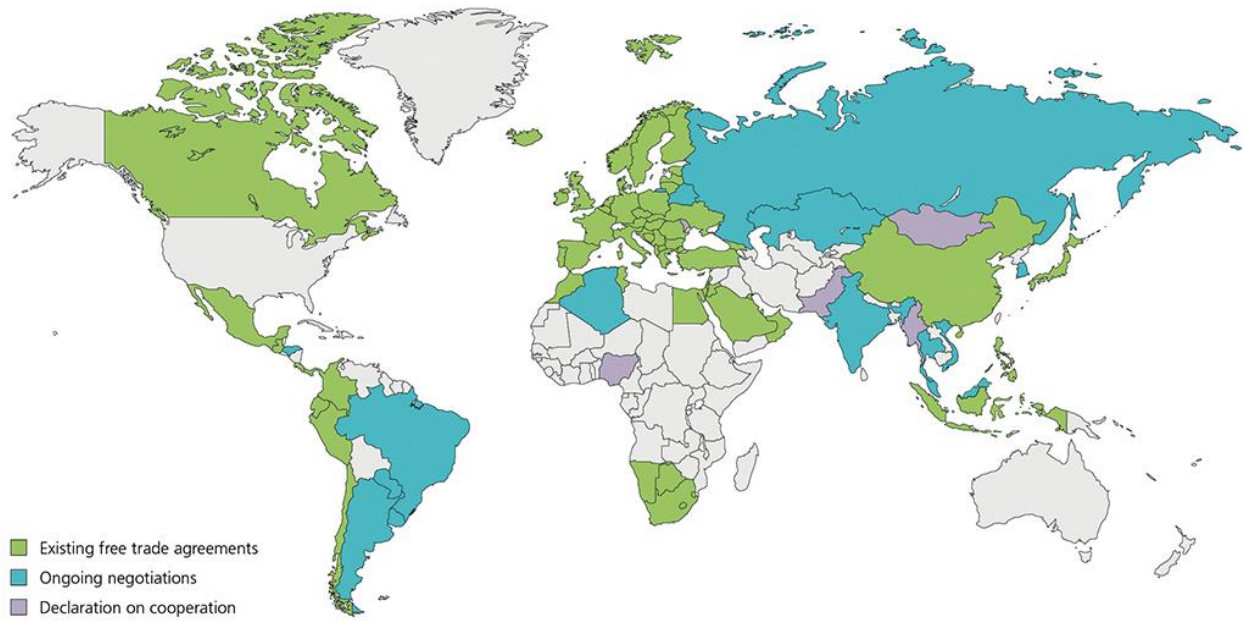 Existing free trade agreements
Ongoing negotiations
Declaration on cooperation